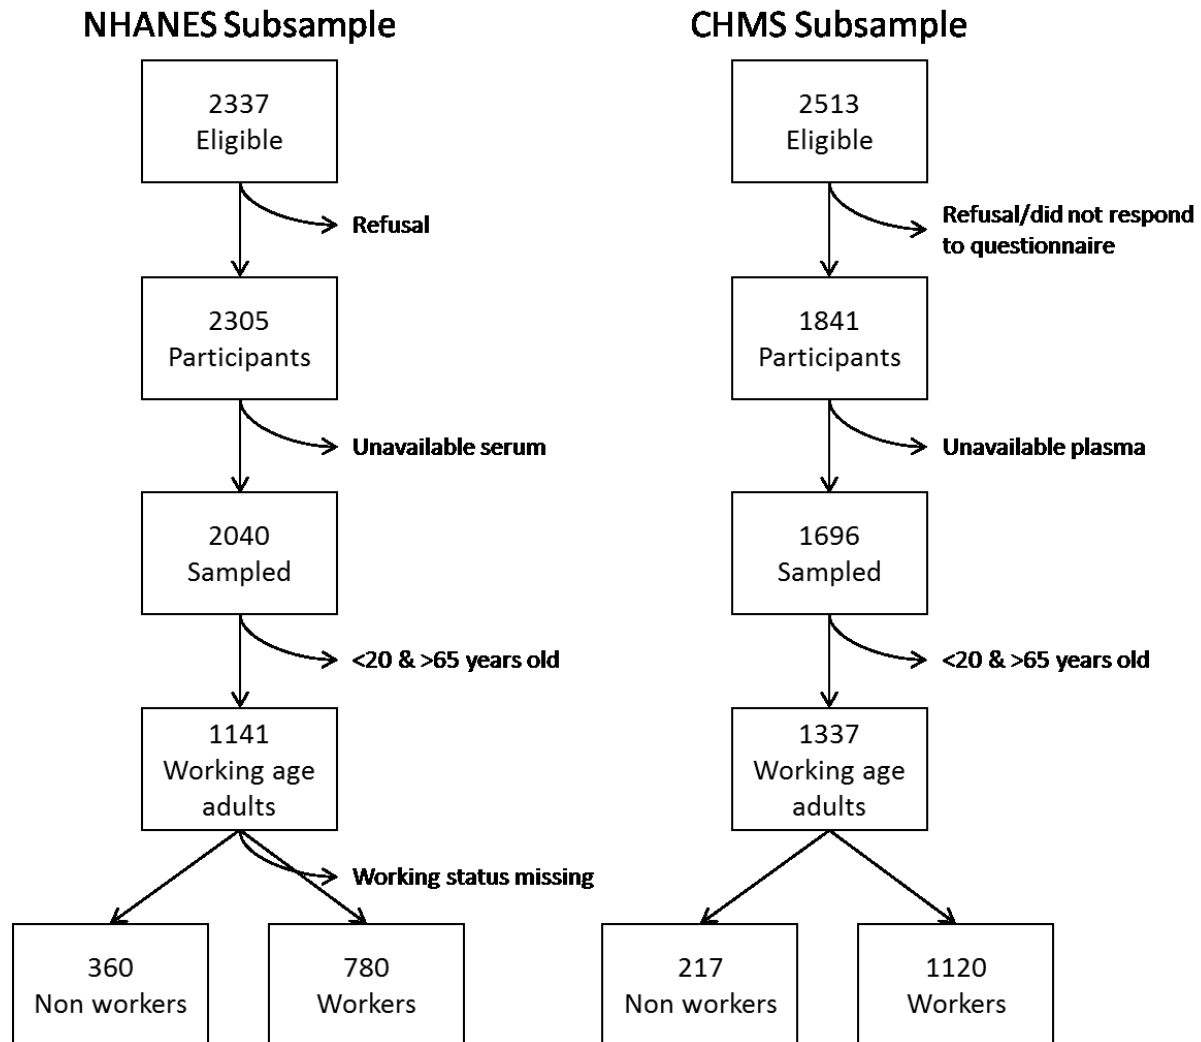 NHANES Subsample
2337
Eligible
Refusal
2305
Participants
Unavailable serum
2040
Sampled
<20 & >65 years old
1141
Working age
adults
Working status missing
360
Non workers
780
Workers
CHMS Subsample
2513
Eligible
Refusal/did not respond
to questionnaire
1841
Participants
Unavailable plasma
1696
Sampled
<20 & >65 years old
1337
Working age
adults
217
Non workers
1120
Workers